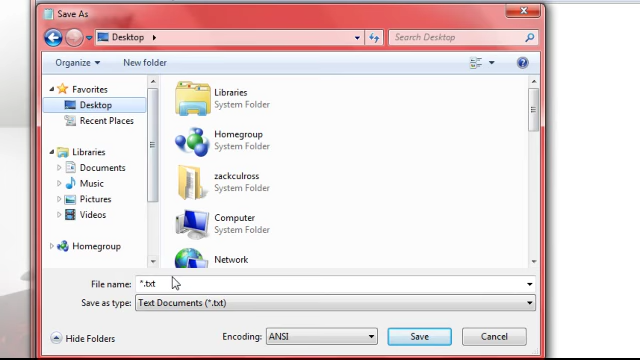 Save As
Desktop
Search Desktop
Organize
New folder
Favorites
Desktop
Recent Places
Libraries
Documents
Music
Pictures
Videos
Homegroup
Libraries
System Folder
Homegroup
System Folder
zackculross
System Folder
Computer
System Folder
Network
File name: *.txt
Save as type: Text Documents (*.txt)
Hide Folders
Encoding: ANSI
Save
Cancel